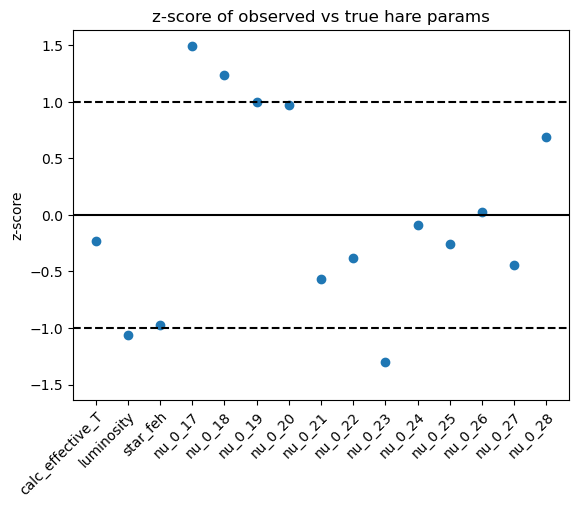 z-score of observed vs true hare params
z-score
1.5
1.0
0.5
0.0
−0.5
−1.0
−1.5
calc_effective_T
luminosity
star_feh
nu_0_17
nu_0_18
nu_0_19
nu_0_20
nu_0_21
nu_0_22
nu_0_23
nu_0_24
nu_0_25
nu_0_26
nu_0_27
nu_0_28